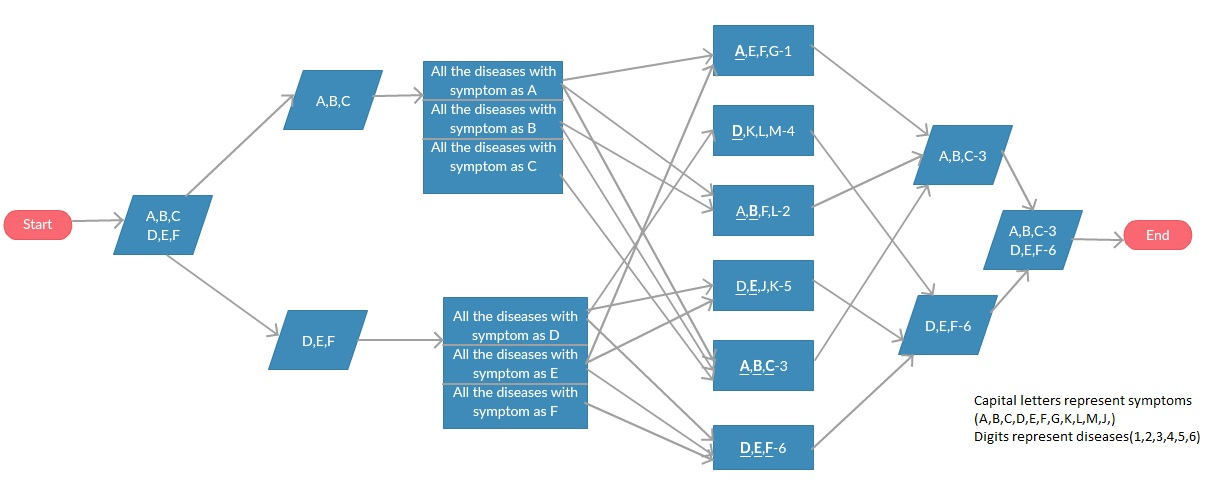 Start
A,B,C
D,E,F
A,B,C
D,E,F
All the diseases with
symptom as A
All the diseases with
symptom as B
All the diseases with
symptom as C
All the diseases with
symptom as D
All the diseases with
symptom as E
All the diseases with
symptom as F
A,E,F,G-1
D,K,L,M-4
A,B,F,L-2
D,E,J,K-5
A,B,C-3
D,E,F-6
A,B,C-3
D,E,F-6
A,B,C-3
D,E,F-6
End
Capital letters represent symptoms
(A,B,C,D,E,F,G,K,L,M,J,)
Digits represent diseases(1,2,3,4,5,6)